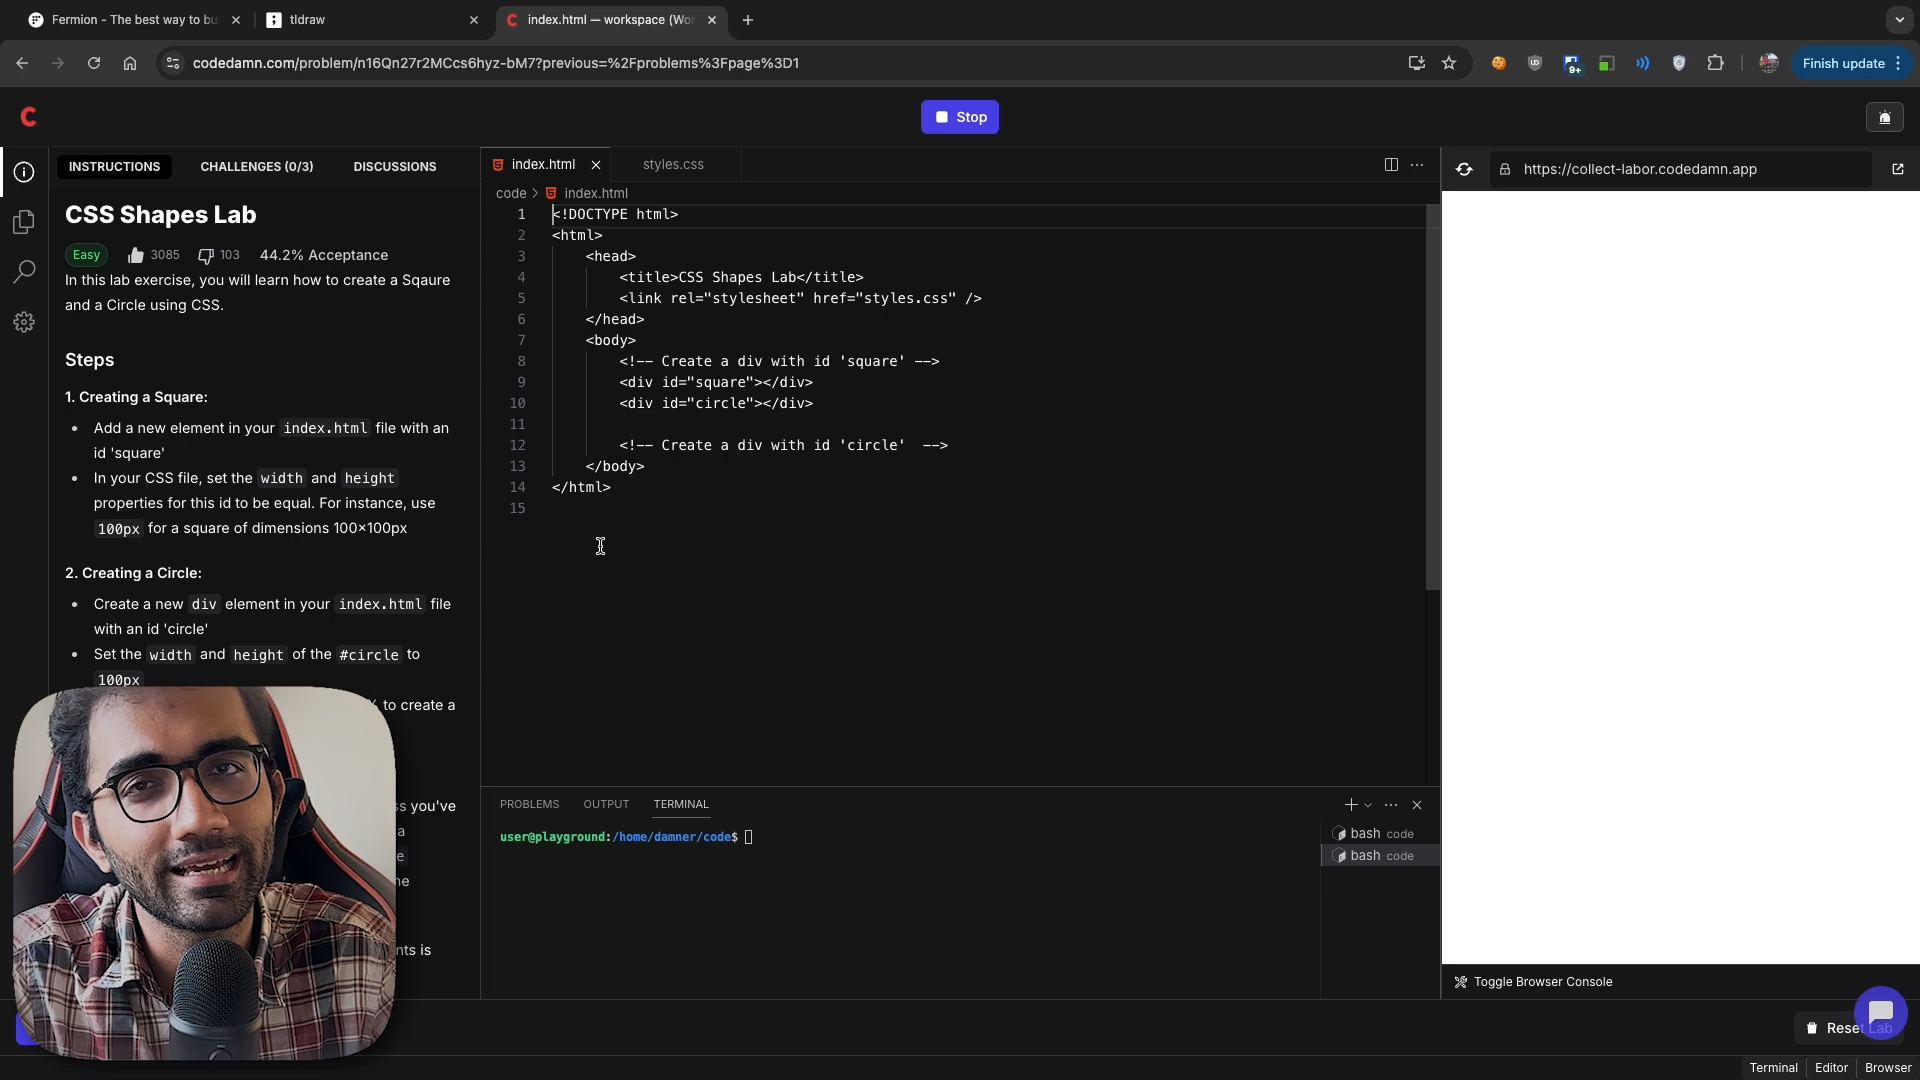 Fermion - The best way to bu
tldraw
index.html — workspace (Wor
codedamn.com/problem/n16Qn27r2MCcs6hyz-bM7?previous=%2Fproblems%3Fpage%3D1
9+
Finish update
Stop
INSTRUCTIONS
CHALLENGES (0/3)
DISCUSSIONS
CSS Shapes Lab
Easy
3085
103
44.2% Acceptance
In this lab exercise, you will learn how to create a Sqaure
and a Circle using CSS.
Steps
1. Creating a Square:
• Add a new element in your index.html file with an
id 'square'
• In your CSS file, set the width and height
properties for this id to be equal. For instance, use
100px for a square of dimensions 100x100px
2. Creating a Circle:
• Create a new div element in your index.html file
with an id 'circle'
• Set the width and height of the #circle to
100px
to create a
you've
a
nts is
index.html
styles.css
code > index.html
1 <!DOCTYPE html>
2 <html>
3 <head>
4 <title>CSS Shapes Lab</title>
5 <link rel="stylesheet" href="styles.css" />
6 </head>
7 <body>
8 <!-- Create a div with id 'square' -->
9 <div id="square"></div>
10 <div id="circle"></div>
11
12 <!-- Create a div with id 'circle'  -->
13 </body>
14 </html>
15
PROBLEMS
OUTPUT
TERMINAL
user@playground:/home/damner/code$
bash code
bash code
https://collect-labor.codedamn.app
Toggle Browser Console
Reset Lab
Terminal
Editor
Browser